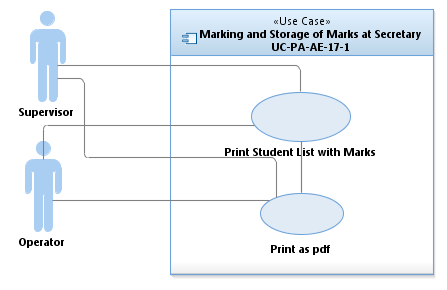 «Use Case»
Marking and Storage of Marks at Secretary
UC-PA-AE-17-1
Supervisor
Print Student List with Marks
Operator
Print as pdf